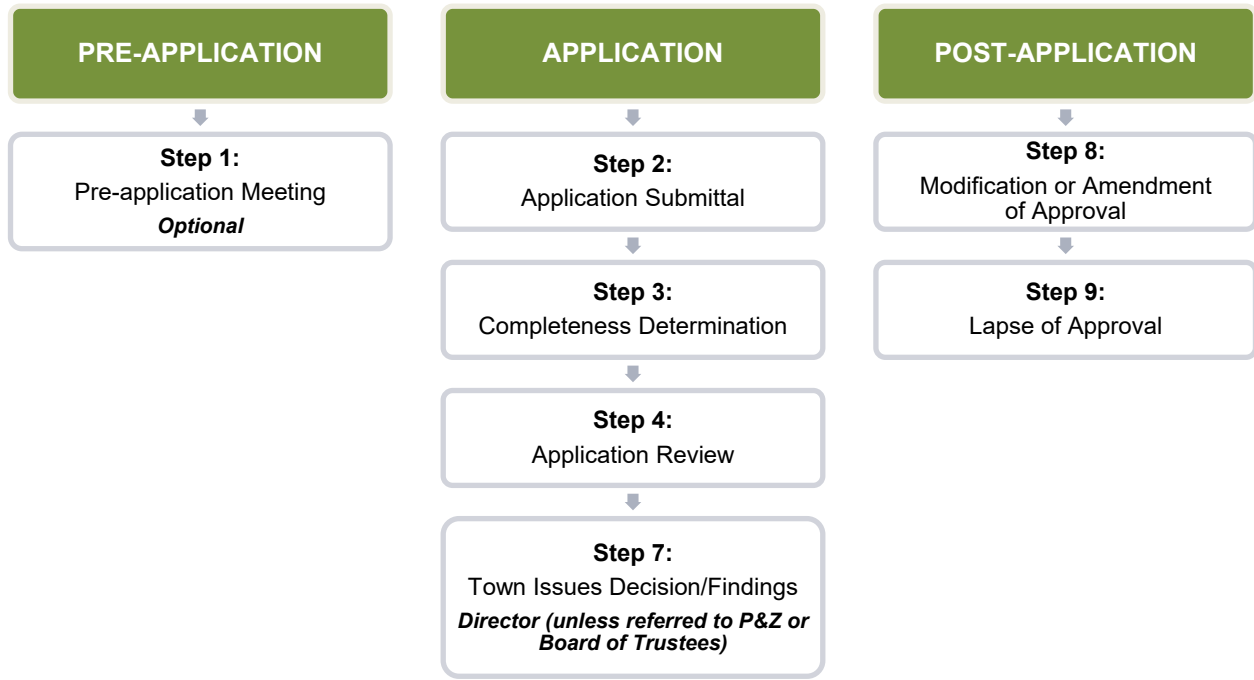 PRE-APPLICATION
Step 1:
Pre-application Meeting
Optional
APPLICATION
Step 2:
Application Submittal
Step 3:
Completeness Determination
Step 4:
Application Review
Step 7:
Town Issues Decision/Findings
Director (unless referred to P&Z or
Board of Trustees)
POST-APPLICATION
Step 8:
Modification or Amendment
of Approval
Step 9:
Lapse of Approval